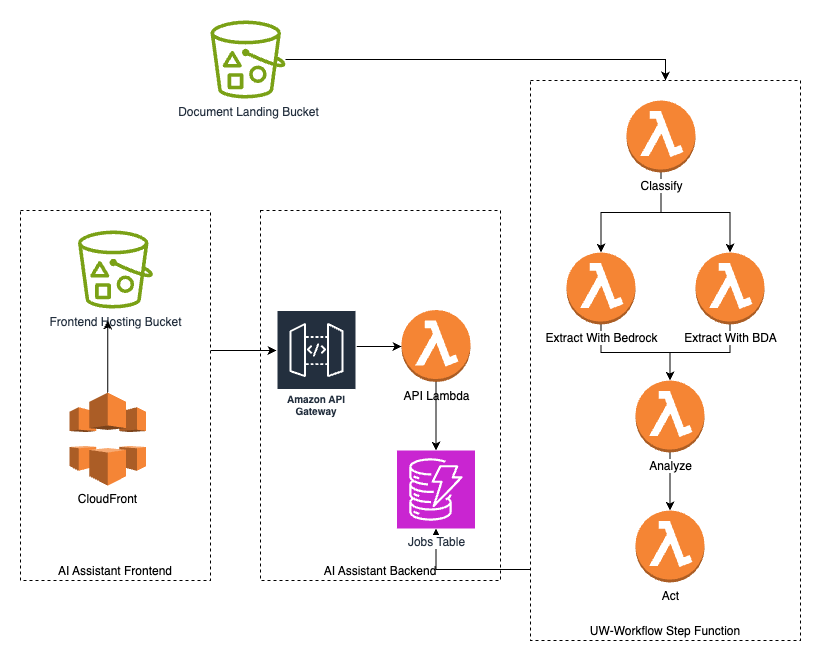 Document Landing Bucket
Classify
Frontend Hosting Bucket
Extract With Bedrock
Extract With BDA
</>
Amazon API
Gateway
API Lambda
Analyze
CloudFront
Jobs Table
AI Assistant Frontend
AI Assistant Backend
Act
UW-Workflow Step Function